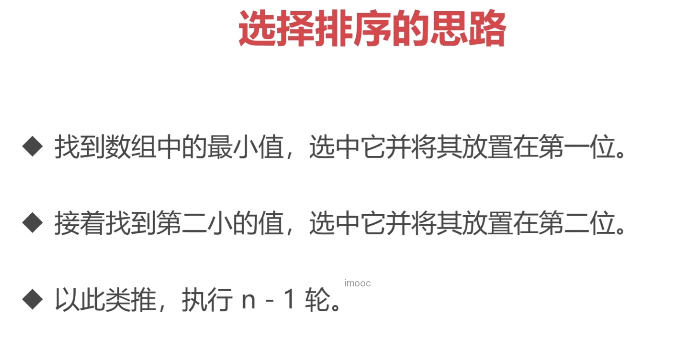 选择排序的思路
◆ 找到数组中的最小值，选中它并将其放置在第一位。
◆ 接着找到第二小的值，选中它并将其放置在第二位。
◆ 以此类推，执行 n - 1 轮。
imooc